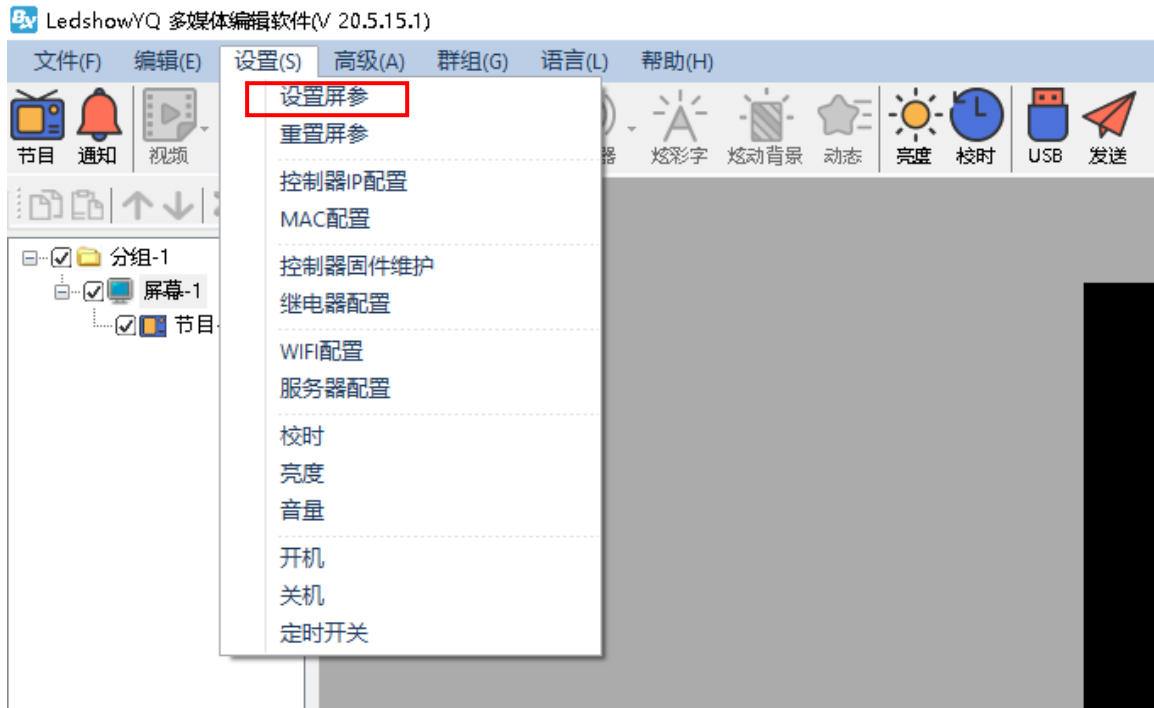 LedshowYQ 多媒体编辑软件(V 20.5.15.1)
文件(F) 编辑(E) 设置(S) 高级(A) 群组(G) 语言(L) 帮助(H)
节目 通知 视频 器 炫彩字 炫动背景 动态 亮度 校时 USB 发送
设置屏参
重置屏参
控制器IP配置
MAC配置
控制器固件维护
继电器配置
WIFI配置
服务器配置
校时
亮度
音量
开机
关机
定时开关
分组-1
屏幕-1
节目-